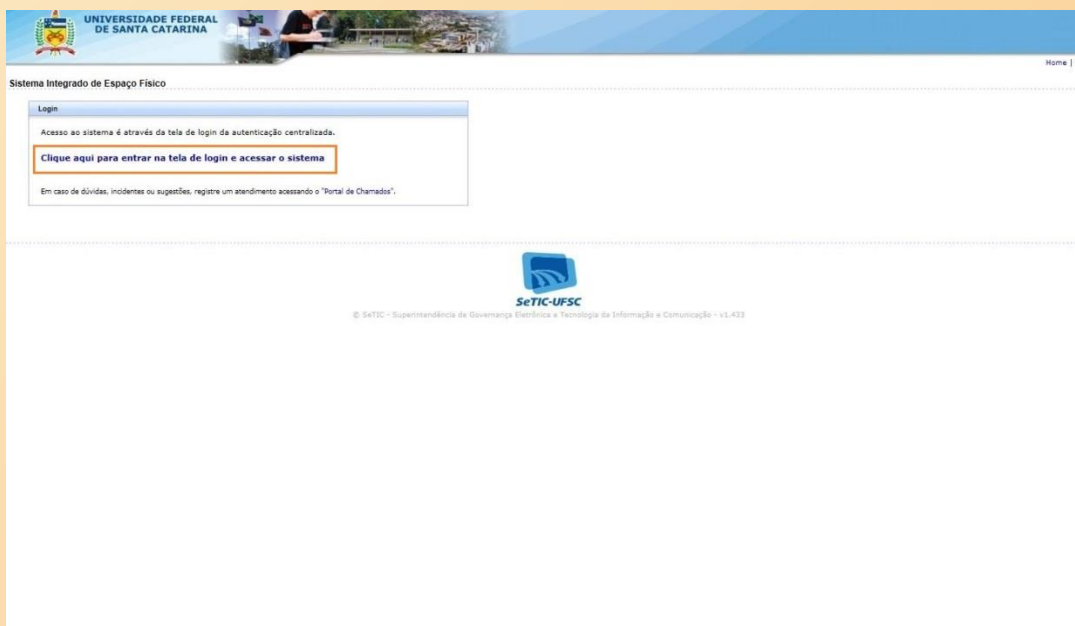 UNIVERSIDADE FEDERAL
DE SANTA CATARINA
Home |
Sistema Integrado de Espaço Físico
Login
Acesso ao sistema é através da tela de login da autenticação centralizada.
Clique aqui para entrar na tela de login e acessar o sistema
Em caso de dúvidas, incidentes ou sugestões, registre um atendimento acessando o "Portal de Chamados".
SeTIC-UFSC
© SeTIC - Superintendência de Governança Eletrônica e Tecnologia da Informação e Comunicação - v1.433